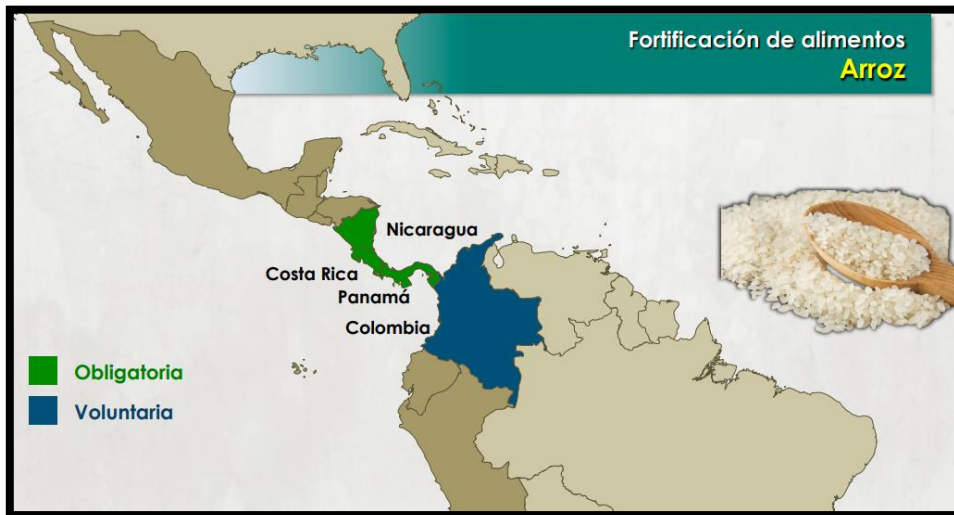 Fortificación de alimentos
Arroz
Nicaragua
Costa Rica
Panamá
Colombia
Obligatoria
Voluntaria